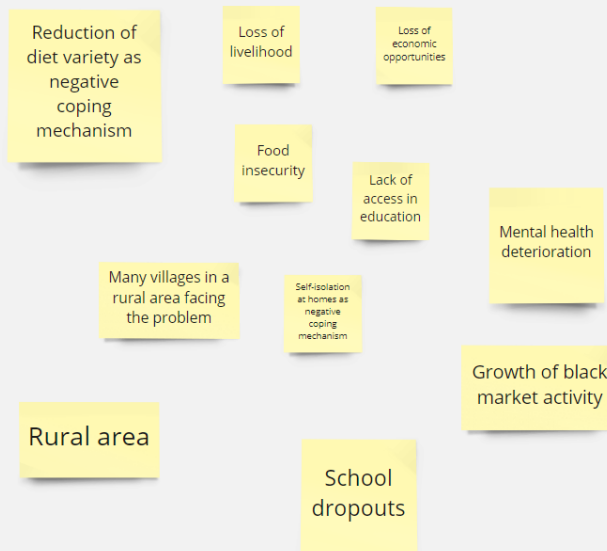 Reduction of
diet variety as
negative
coping
mechanism
Loss of
livelihood
Loss of
economic
opportunities
Food
insecurity
Lack of
access in
education
Mental health
deterioration
Many villages in a
rural area facing
the problem
Self-isolation
at homes as
negative
coping
mechanism
Growth of black
market activity
Rural area
School
dropouts